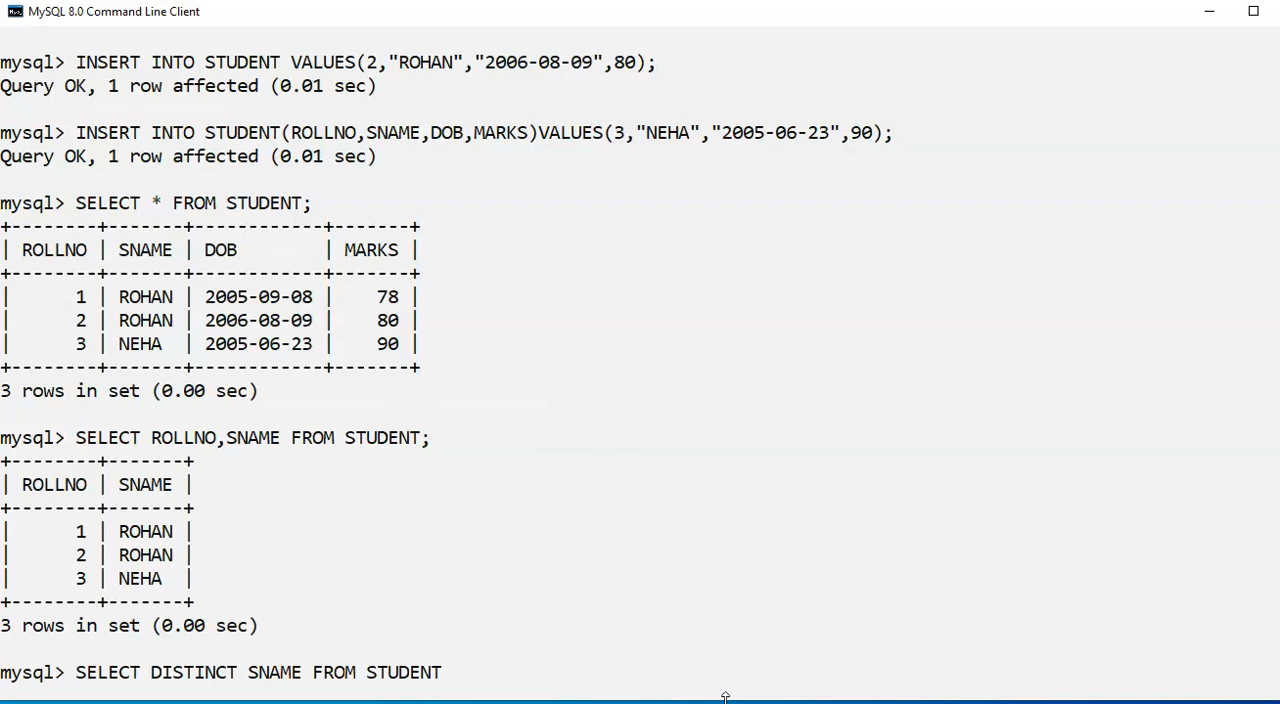 MySQL 8.0 Command Line Client
mysql> INSERT INTO STUDENT VALUES(2,"ROHAN","2006-08-09",80);
Query OK, 1 row affected (0.01 sec)
mysql> INSERT INTO STUDENT(ROLLNO,SNAME,DOB,MARKS)VALUES(3,"NEHA","2005-06-23",90);
Query OK, 1 row affected (0.01 sec)
mysql> SELECT * FROM STUDENT;
+--------+-------+------------+-------+
| ROLLNO | SNAME | DOB        | MARKS |
+--------+-------+------------+-------+
|      1 | ROHAN | 2005-09-08 |    78 |
|      2 | ROHAN | 2006-08-09 |    80 |
|      3 | NEHA  | 2005-06-23 |    90 |
+--------+-------+------------+-------+
3 rows in set (0.00 sec)
mysql> SELECT ROLLNO,SNAME FROM STUDENT;
+--------+-------+
| ROLLNO | SNAME |
+--------+-------+
|      1 | ROHAN |
|      2 | ROHAN |
|      3 | NEHA  |
+--------+-------+
3 rows in set (0.00 sec)
mysql> SELECT DISTINCT SNAME FROM STUDENT